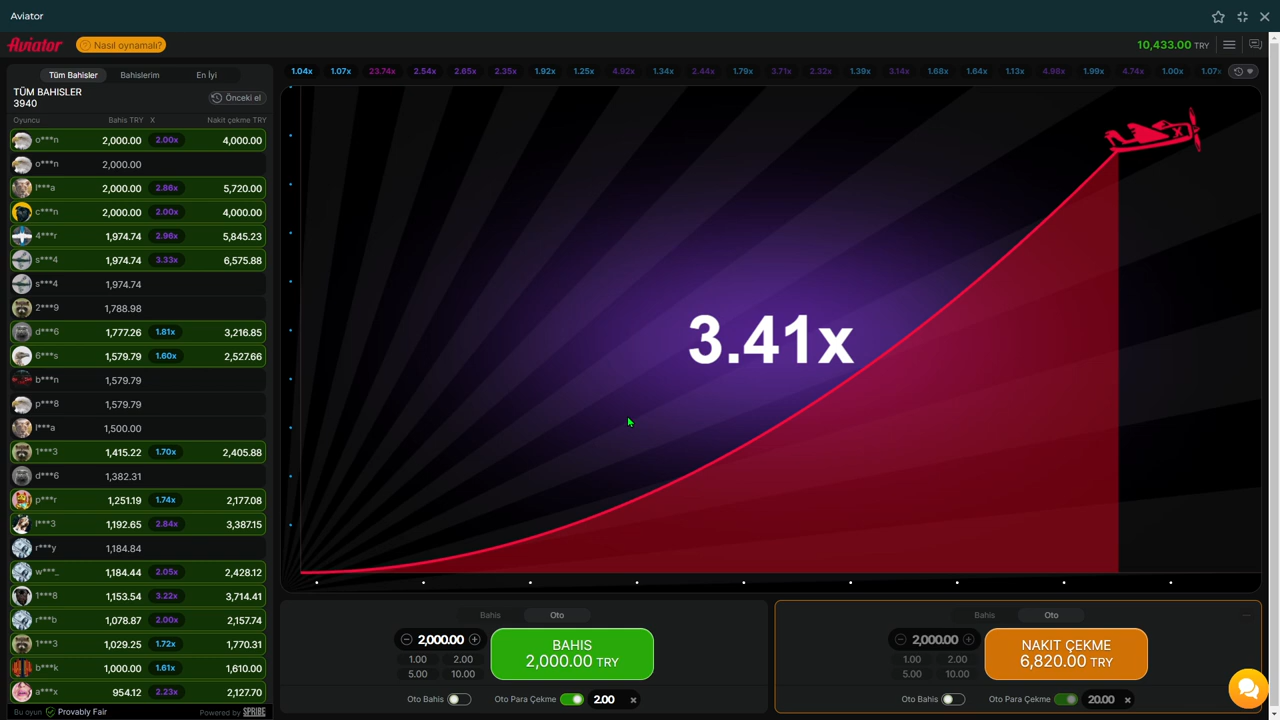 Aviator
Aviator
? Nasıl oynamalı?
10,433.00 TRY
Tüm Bahisler Bahislerim En İyi
1.04x 1.07x 23.74x 2.54x 2.65x 2.35x 1.92x 1.25x 4.92x 1.34x 2.44x 1.79x 3.71x 2.32x 1.39x 3.14x 1.68x 1.64x 1.13x 4.98x 1.99x 4.74x 1.00x 1.07x
TÜM BAHISLER
3940
Önceki el
Oyuncu Bahis TRY X Nakit çekme TRY
o***n 2,000.00 2.00x 4,000.00
o***n 2,000.00
l***a 2,000.00 2.86x 5,720.00
c***n 2,000.00 2.00x 4,000.00
4***r 1,974.74 2.96x 5,845.23
s***4 1,974.74 3.33x 6,575.88
s***4 1,974.74
2***9 1,788.98
d***6 1,777.26 1.81x 3,216.85
6***s 1,579.79 1.60x 2,527.66
b***n 1,579.79
p***8 1,579.79
l***a 1,500.00
1***3 1,415.22 1.70x 2,405.88
d***6 1,382.31
p***r 1,251.19 1.74x 2,177.08
l***3 1,192.65 2.84x 3,387.15
r***y 1,184.84
w***_ 1,184.44 2.05x 2,428.12
1***8 1,153.54 3.22x 3,714.41
r***b 1,078.87 2.00x 2,157.74
1***3 1,029.25 1.72x 1,770.31
b***k 1,000.00 1.61x 1,610.00
a***x 954.12 2.23x 2,127.70
Bu oyun Provably Fair Powered by SPRIBE
3.41x
Bahis Oto
2,000.00
1.00 2.00
5.00 10.00
BAHIS
2,000.00 TRY
Oto Bahis Oto Para Çekme 2.00 x
Bahis Oto
2,000.00
1.00 2.00
5.00 10.00
NAKIT ÇEKME
6,820.00 TRY
Oto Bahis Oto Para Çekme 20.00 x